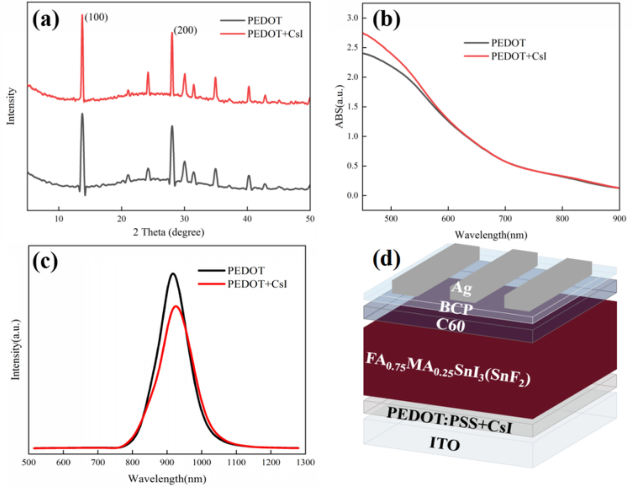 (a)
(100)
(200)
PEDOT
PEDOT+CsI
Intensity
10
20
30
40
50
2 Theta (degree)
(b)
PEDOT
PEDOT+CsI
ABS(a.u.)
3.0
2.5
2.0
1.5
1.0
0.5
0.0
500
600
700
800
900
Wavelength(nm)
(c)
PEDOT
PEDOT+CsI
Intensity(a.u.)
500
600
700
800
900
1000
1100
1200
1300
Wavelength(nm)
(d)
Ag
BCP
C60
FA0.75MA0.25SnI3(SnF2)
PEDOT:PSS+CsI
ITO